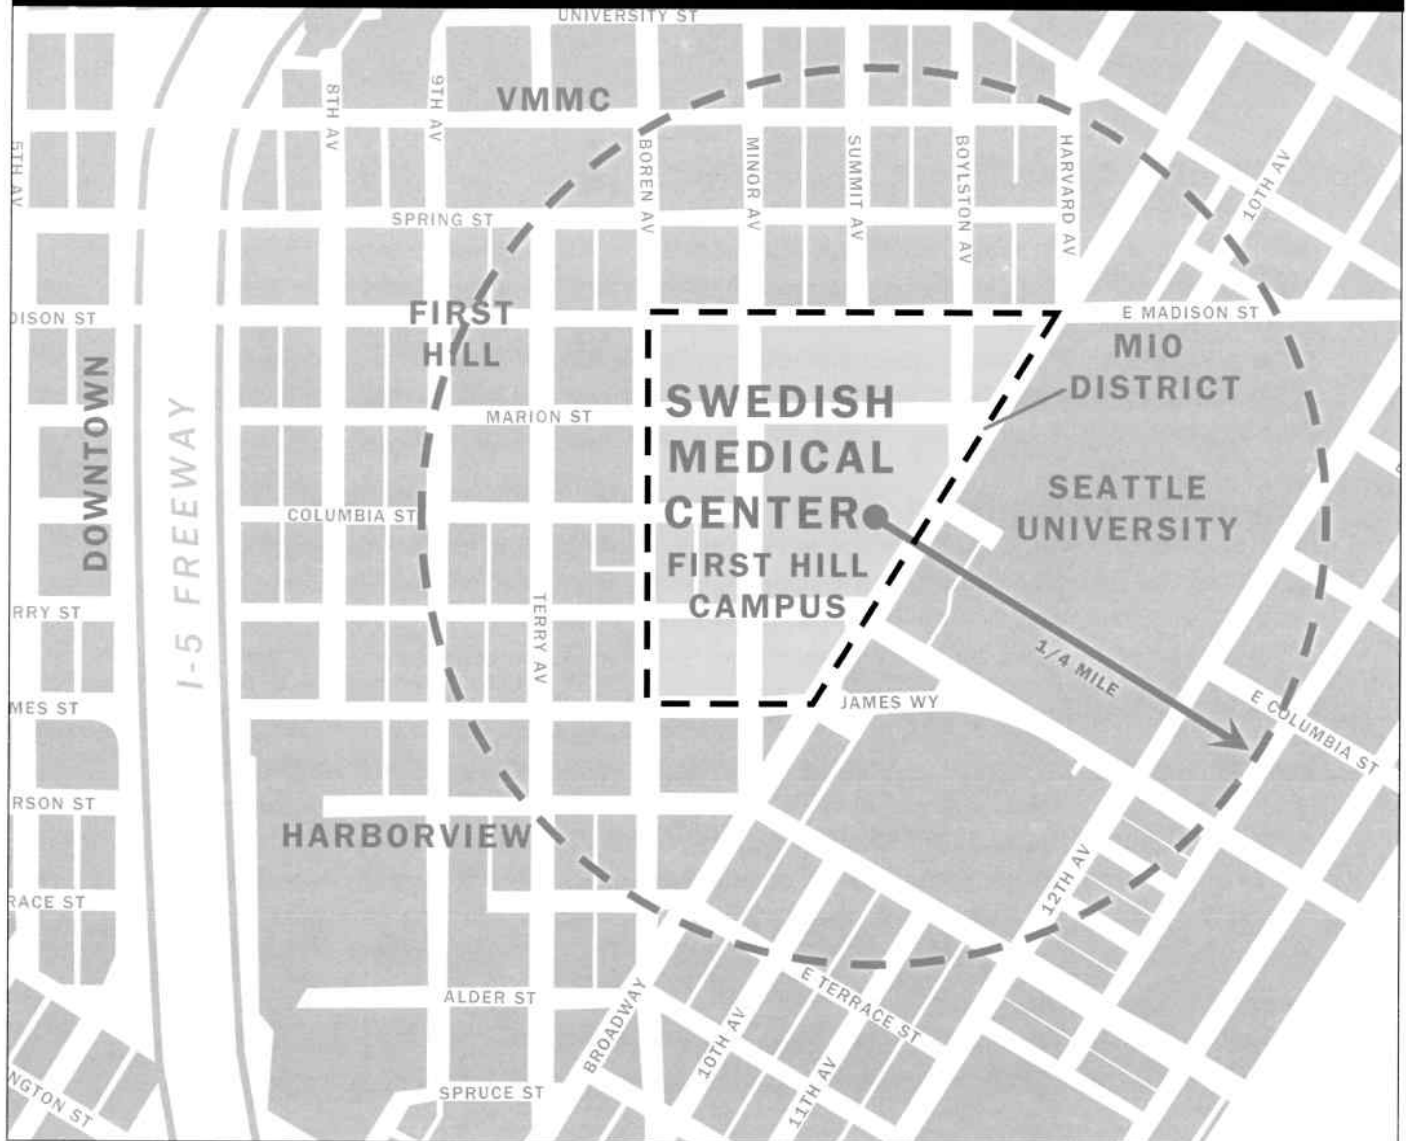 UNIVERSITY ST
8TH AV
9TH AV
VMMC
5TH AV
BOREN AV
MINOR AV
SUMMIT AV
BOYLSTON AV
HARVARD AV
10TH AV
SPRING ST
DISON ST
FIRST
HILL
E MADISON ST
MIO
DISTRICT
DOWNTOWN
I-5 FREEWAY
MARION ST
SWEDISH
MEDICAL
CENTER
FIRST HILL
CAMPUS
SEATTLE
UNIVERSITY
COLUMBIA ST
RRY ST
TERRY AV
1/4 MILE
MES ST
JAMES WY
E COLUMBIA ST
RSON ST
HARBORVIEW
12TH AV
RACE ST
ALDER ST
BROADWAY
10TH AV
E TERRACE ST
11TH AV
SPRUCE ST
NGTON ST